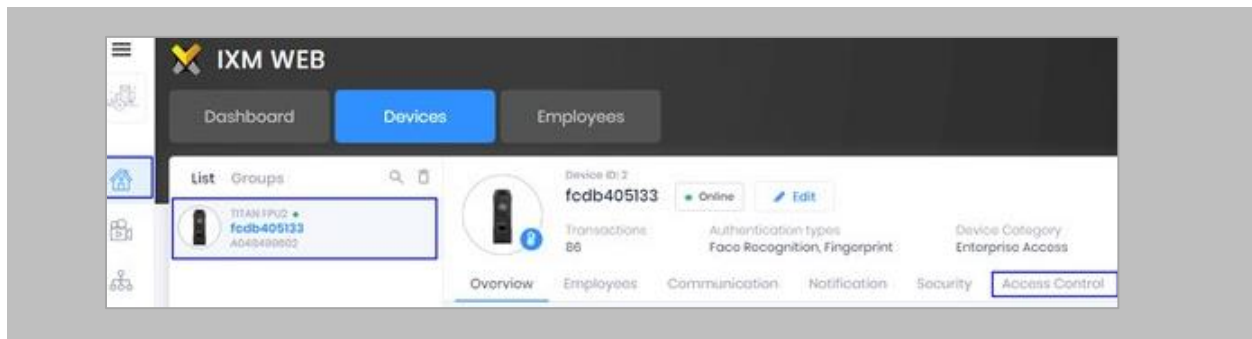 IXM WEB
Dashboard Devices Employees
List Groups
TITAN FPU2
fcdb405133
Device ID: 2
fcdb405133 Online Edit
Transactions Authentication types Device Category
86 Face Recognition, Fingerprint Enterprise Access
Overview Employees Communication Notification Security Access Control